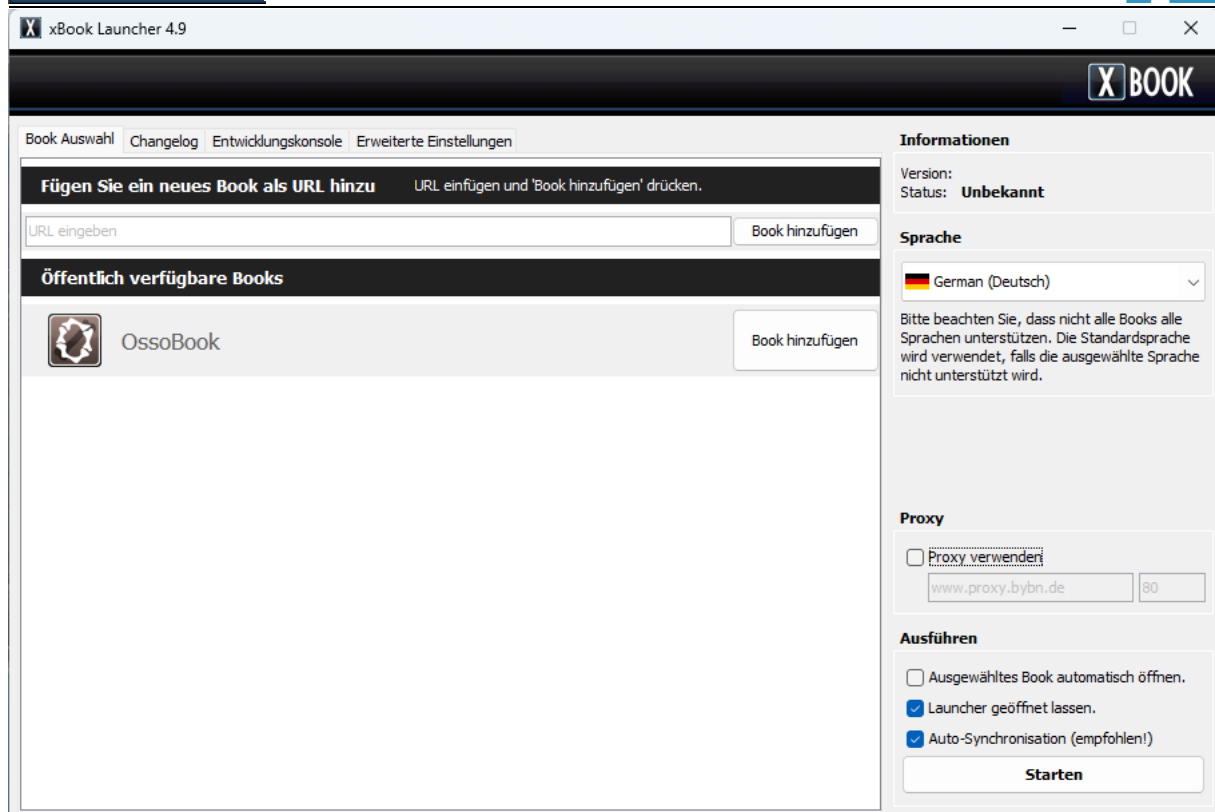 xBook Launcher 4.9
X BOOK
Book Auswahl Changelog Entwicklungskonsole Erweiterte Einstellungen
Fügen Sie ein neues Book als URL hinzu URL einfügen und 'Book hinzufügen' drücken.
URL eingeben Book hinzufügen
Öffentlich verfügbare Books
OssoBook Book hinzufügen
Informationen
Version:
Status: Unbekannt
Sprache
German (Deutsch)
Bitte beachten Sie, dass nicht alle Books alle
Sprachen unterstützen. Die Standardsprache
wird verwendet, falls die ausgewählte Sprache
nicht unterstützt wird.
Proxy
Proxy verwenden
www.proxy.bybn.de 80
Ausführen
Ausgewähltes Book automatisch öffnen.
Launcher geöffnet lassen.
Auto-Synchronisation (empfohlen!)
Starten